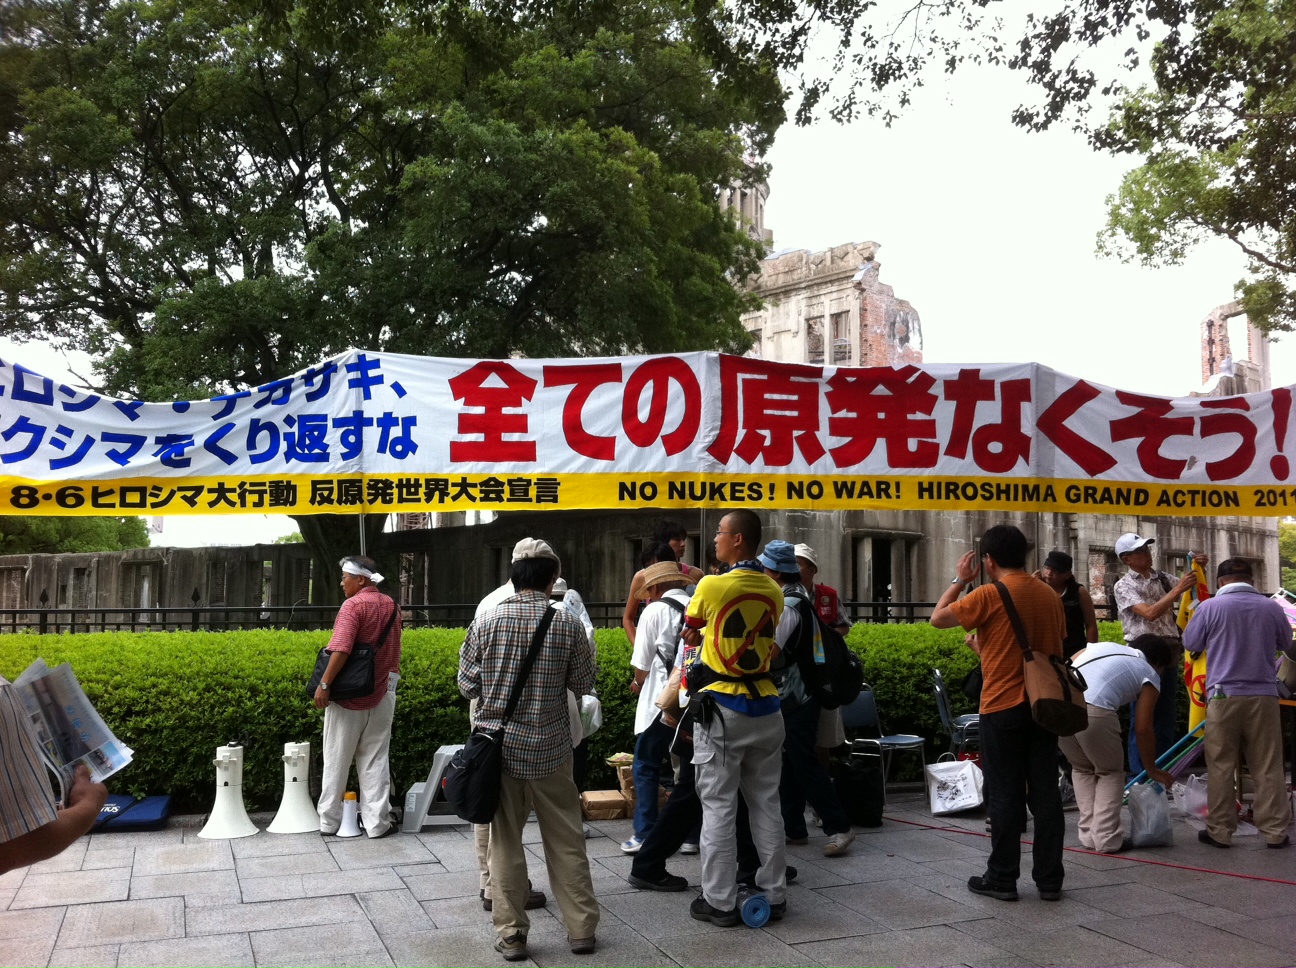 ヒロシマ・ナガサキ、
フクシマをくり返すな
全ての原発なくそう!
8・6ヒロシマ大行動 反原発世界大会宣言 NO NUKES! NO WAR! HIROSHIMA GRAND ACTION 2011